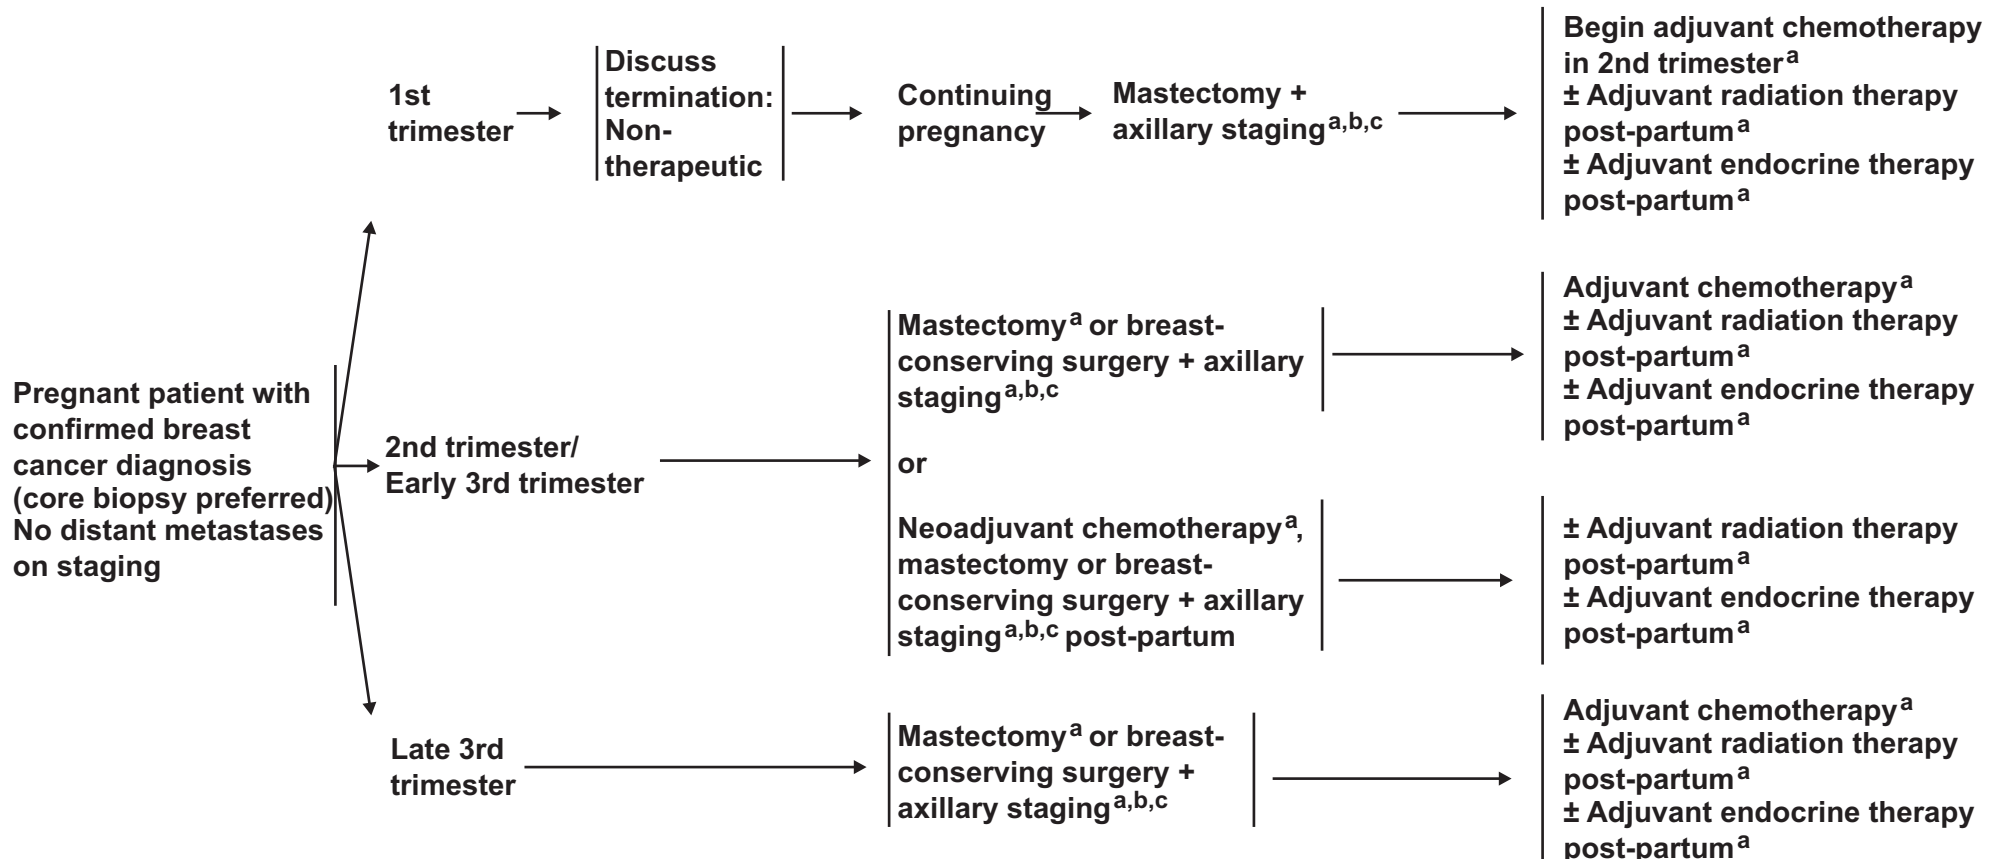 Pregnant patient with
confirmed breast
cancer diagnosis
(core biopsy preferred)
No distant metastases
on staging
1st
trimester
Discuss
termination:
Non-
therapeutic
Continuing
pregnancy
Mastectomy +
axillary staging a,b,c
Begin adjuvant chemotherapy
in 2nd trimester a
± Adjuvant radiation therapy
post-partum a
± Adjuvant endocrine therapy
post-partum a
2nd trimester/
Early 3rd trimester
Mastectomy a or breast-
conserving surgery + axillary
staging a,b,c
or
Neoadjuvant chemotherapy a,
mastectomy or breast-
conserving surgery + axillary
staging a,b,c post-partum
Adjuvant chemotherapy a
± Adjuvant radiation therapy
post-partum a
± Adjuvant endocrine therapy
post-partum a
± Adjuvant radiation therapy
post-partum a
± Adjuvant endocrine therapy
post-partum a
Late 3rd
trimester
Mastectomy a or breast-
conserving surgery +
axillary staging a,b,c
Adjuvant chemotherapy a
± Adjuvant radiation therapy
post-partum a
± Adjuvant endocrine therapy
post-partum a